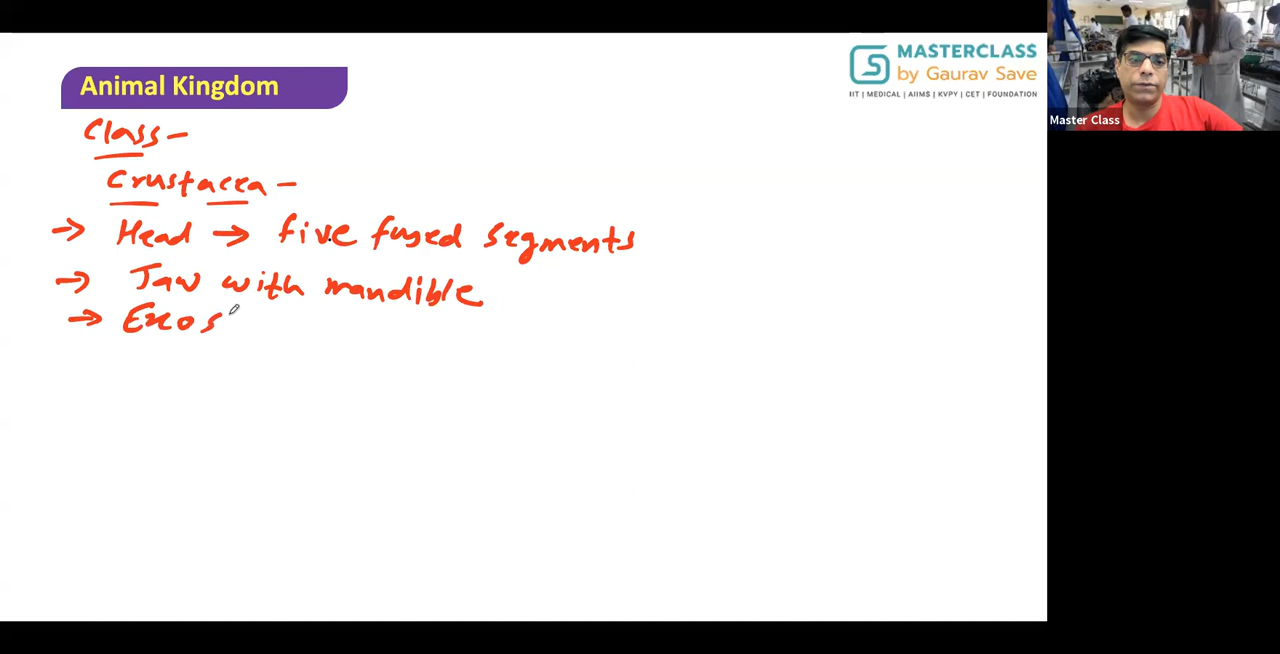 Animal Kingdom
MASTERCLASS
by Gaurav Save
IIT | MEDICAL | AIIMS | KVPY | CET | FOUNDATION
Master Class
Class -
Crustacea -
→ Head → five fused segments
→ Jaw with mandible
→ Exos